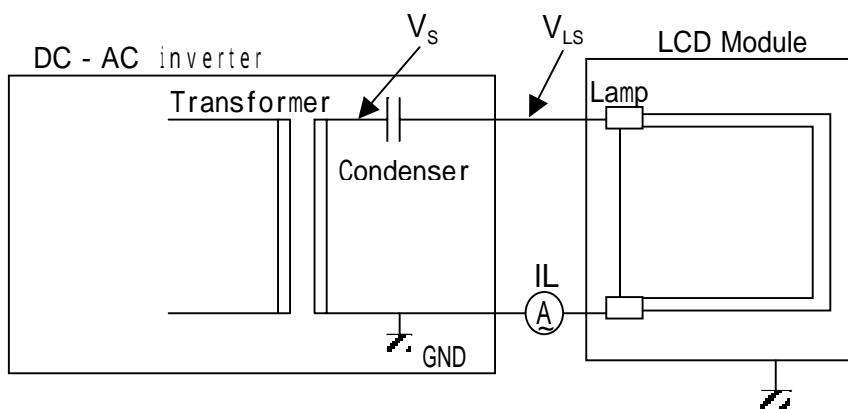 V_S
V_LS
LCD Module
DC - AC inverter
Transformer
Lamp
Condenser
IL
A
GND